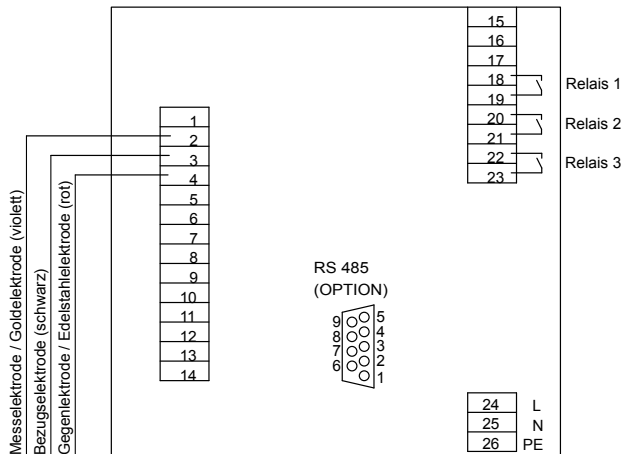 15
16
17
18
19
Relais 1
20
21
Relais 2
22
23
Relais 3
1
2
3
4
5
6
7
8
9
10
11
12
13
14
Messelektrode / Goldelektrode (violett)
Bezugselektrode (schwarz)
Gegenlektrode / Edelstahlelektrode (rot)
RS 485
(OPTION)
9
8
7
6
5
4
3
2
1
24 L
25 N
26 PE